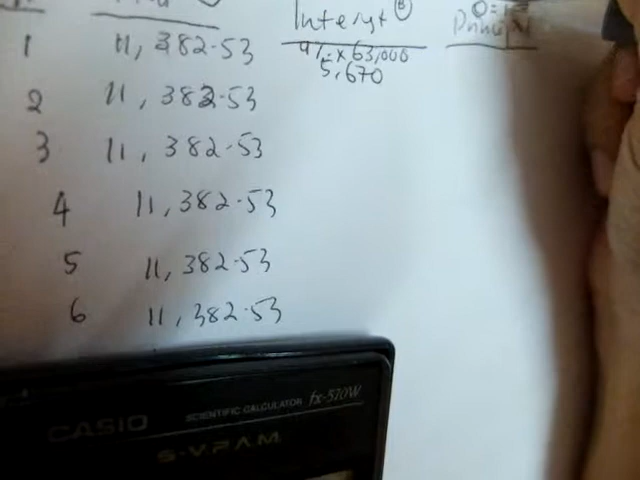 Interest (B)
1 11,382.53 9% x 63,000
5,670
2 11,382.53
3 11,382.53
4 11,382.53
5 11,382.53
6 11,382.53
CASIO SCIENTIFIC CALCULATOR fx-570W
S-V.P.A.M.